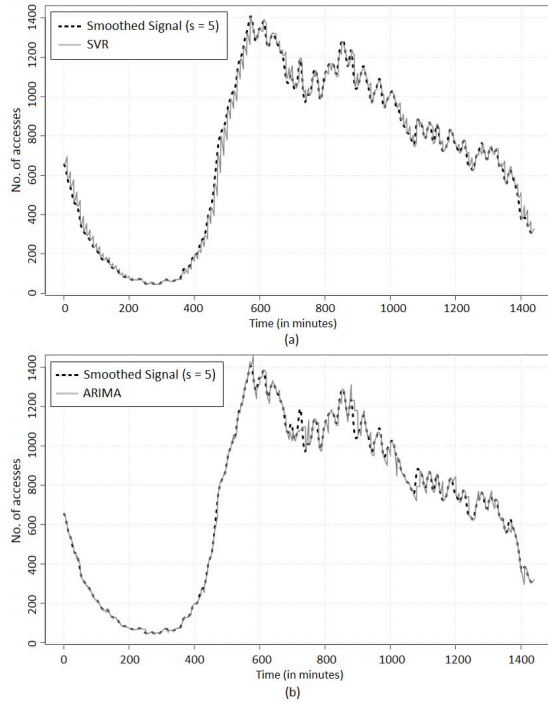 Smoothed Signal (s = 5)
SVR
No. of accesses
0
200
400
600
800
1000
1200
1400
0 200 400 600 800 1000 1200 1400
Time (in minutes)
(a)
Smoothed Signal (s = 5)
ARIMA
No. of accesses
0
200
400
600
800
1000
1200
1400
0 200 400 600 800 1000 1200 1400
Time (in minutes)
(b)